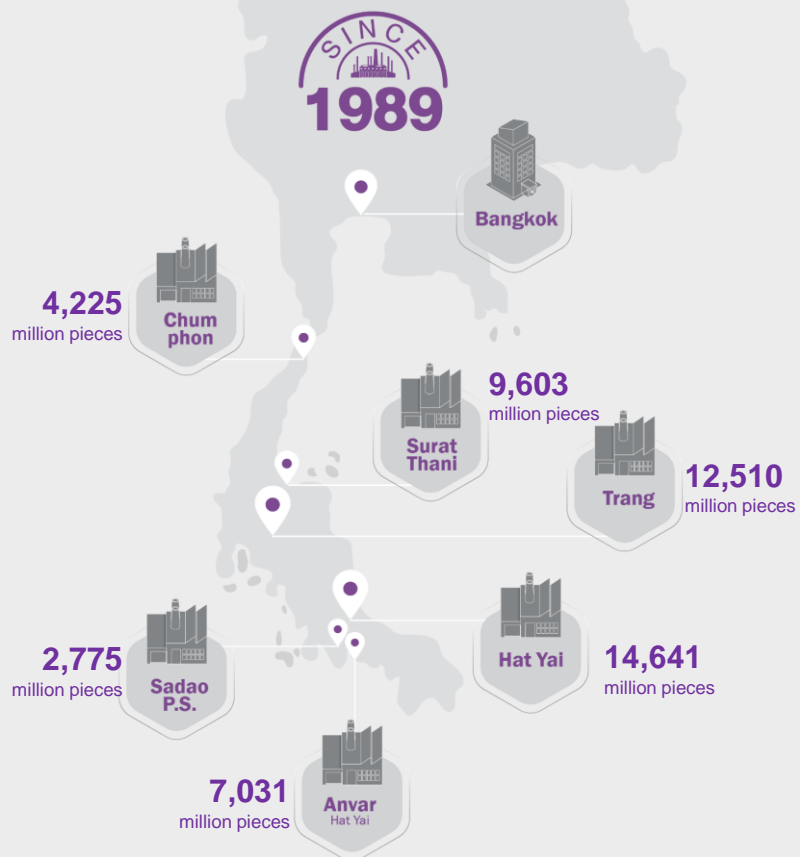 SINCE
1989
Bangkok
4,225
million pieces
Chum
phon
9,603
million pieces
Surat
Thani
12,510
million pieces
Trang
14,641
million pieces
Hat Yai
2,775
million pieces
Sadao
P.S.
7,031
million pieces
Anvar
Hat Yai